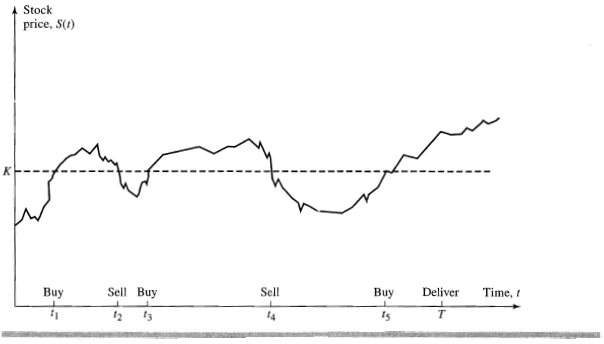 Stock
price, S(t)
K
Buy Sell Buy Sell Buy Deliver Time, t
t1 t2 t3 t4 t5 T